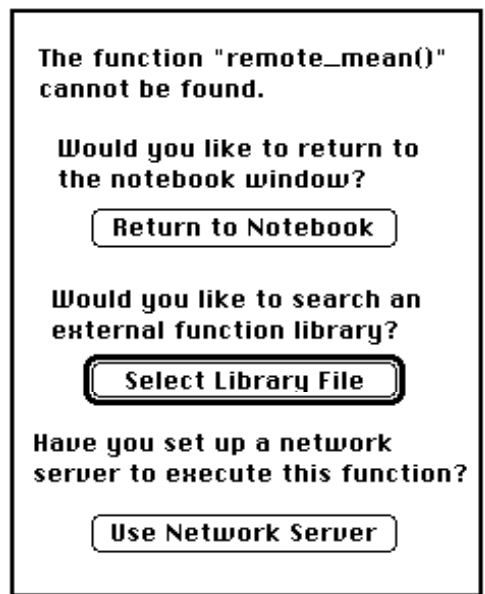 The function "remote_mean()"
cannot be found.
Would you like to return to
the notebook window?
Return to Notebook
Would you like to search an
external function library?
Select Library File
Have you set up a network
server to execute this function?
Use Network Server